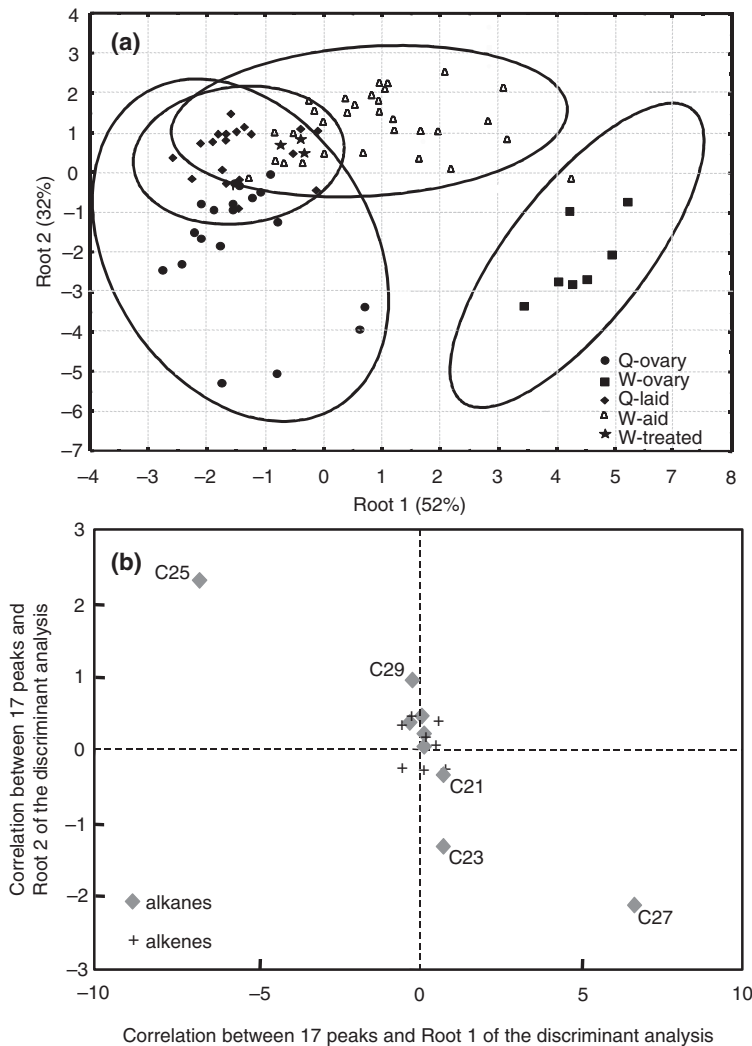 (a)
4
3
2
1
0
−1
−2
−3
−4
−5
−6
−7
Root 2 (32%)
Q-ovary
W-ovary
Q-laid
W-aid
W-treated
−4 −3 −2 −1 0 1 2 3 4 5 6 7 8
Root 1 (52%)
(b)
3
2
1
0
−1
−2
−3
Correlation between 17 peaks and
Root 2 of the discriminant analysis
C25
C29
C21
C23
C27
alkanes
alkenes
−10 −5 0 5 10
Correlation between 17 peaks and Root 1 of the discriminant analysis